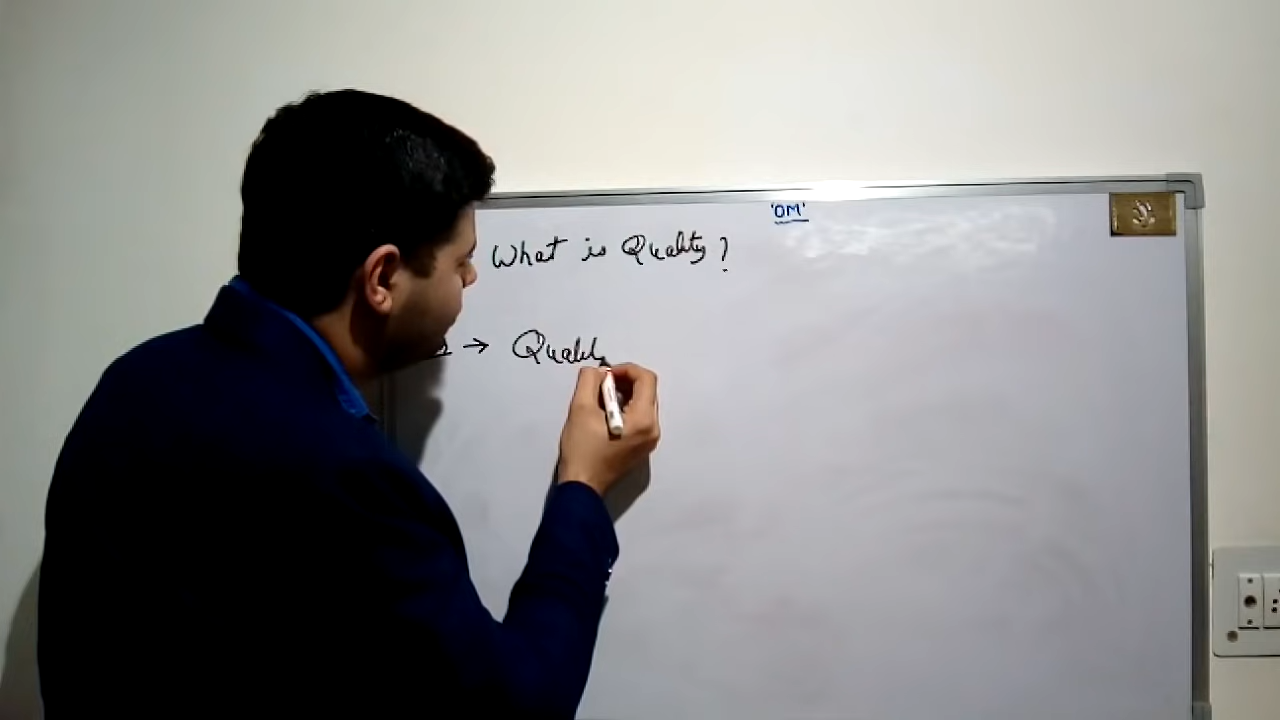 'OM'
What is Quality?
→ Qualit